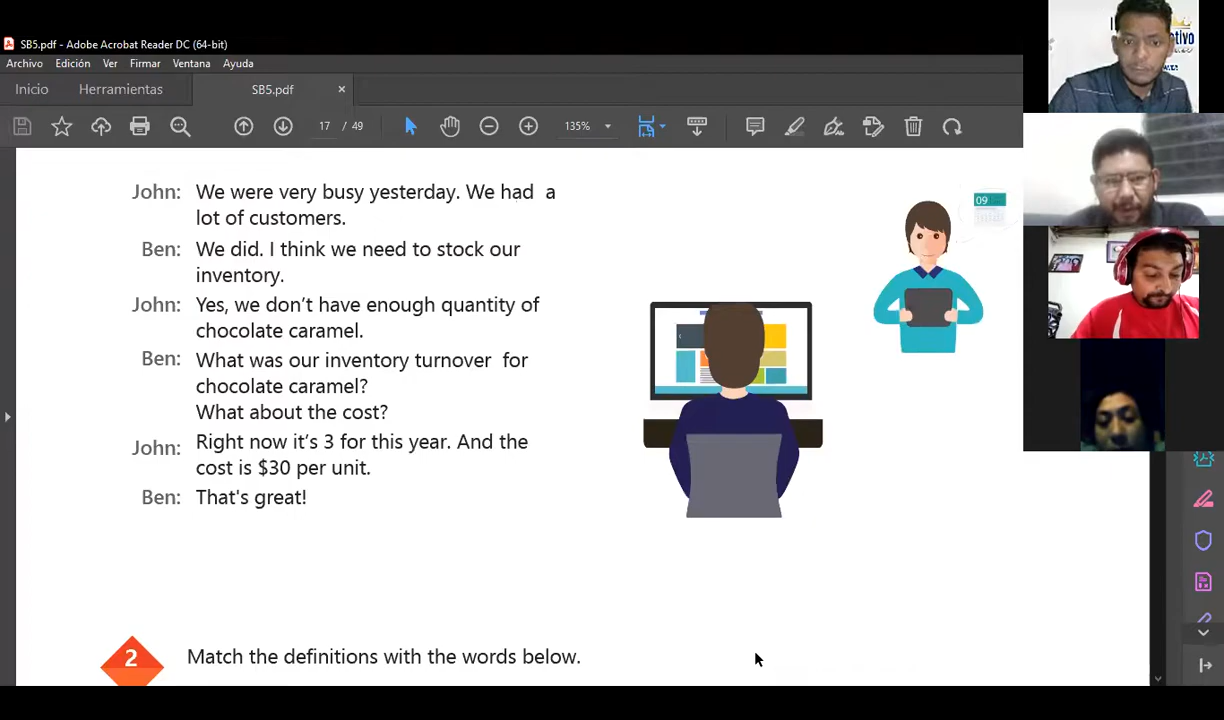 SB5.pdf - Adobe Acrobat Reader DC (64-bit)
Archivo Edición Ver Firmar Ventana Ayuda
Inicio Herramientas SB5.pdf ×
17 / 49 135%
John: We were very busy yesterday. We had a
lot of customers.
Ben: We did. I think we need to stock our
inventory.
John: Yes, we don't have enough quantity of
chocolate caramel.
Ben: What was our inventory turnover for
chocolate caramel?
What about the cost?
John: Right now it's 3 for this year. And the
cost is $30 per unit.
Ben: That's great!
09
2 Match the definitions with the words below.